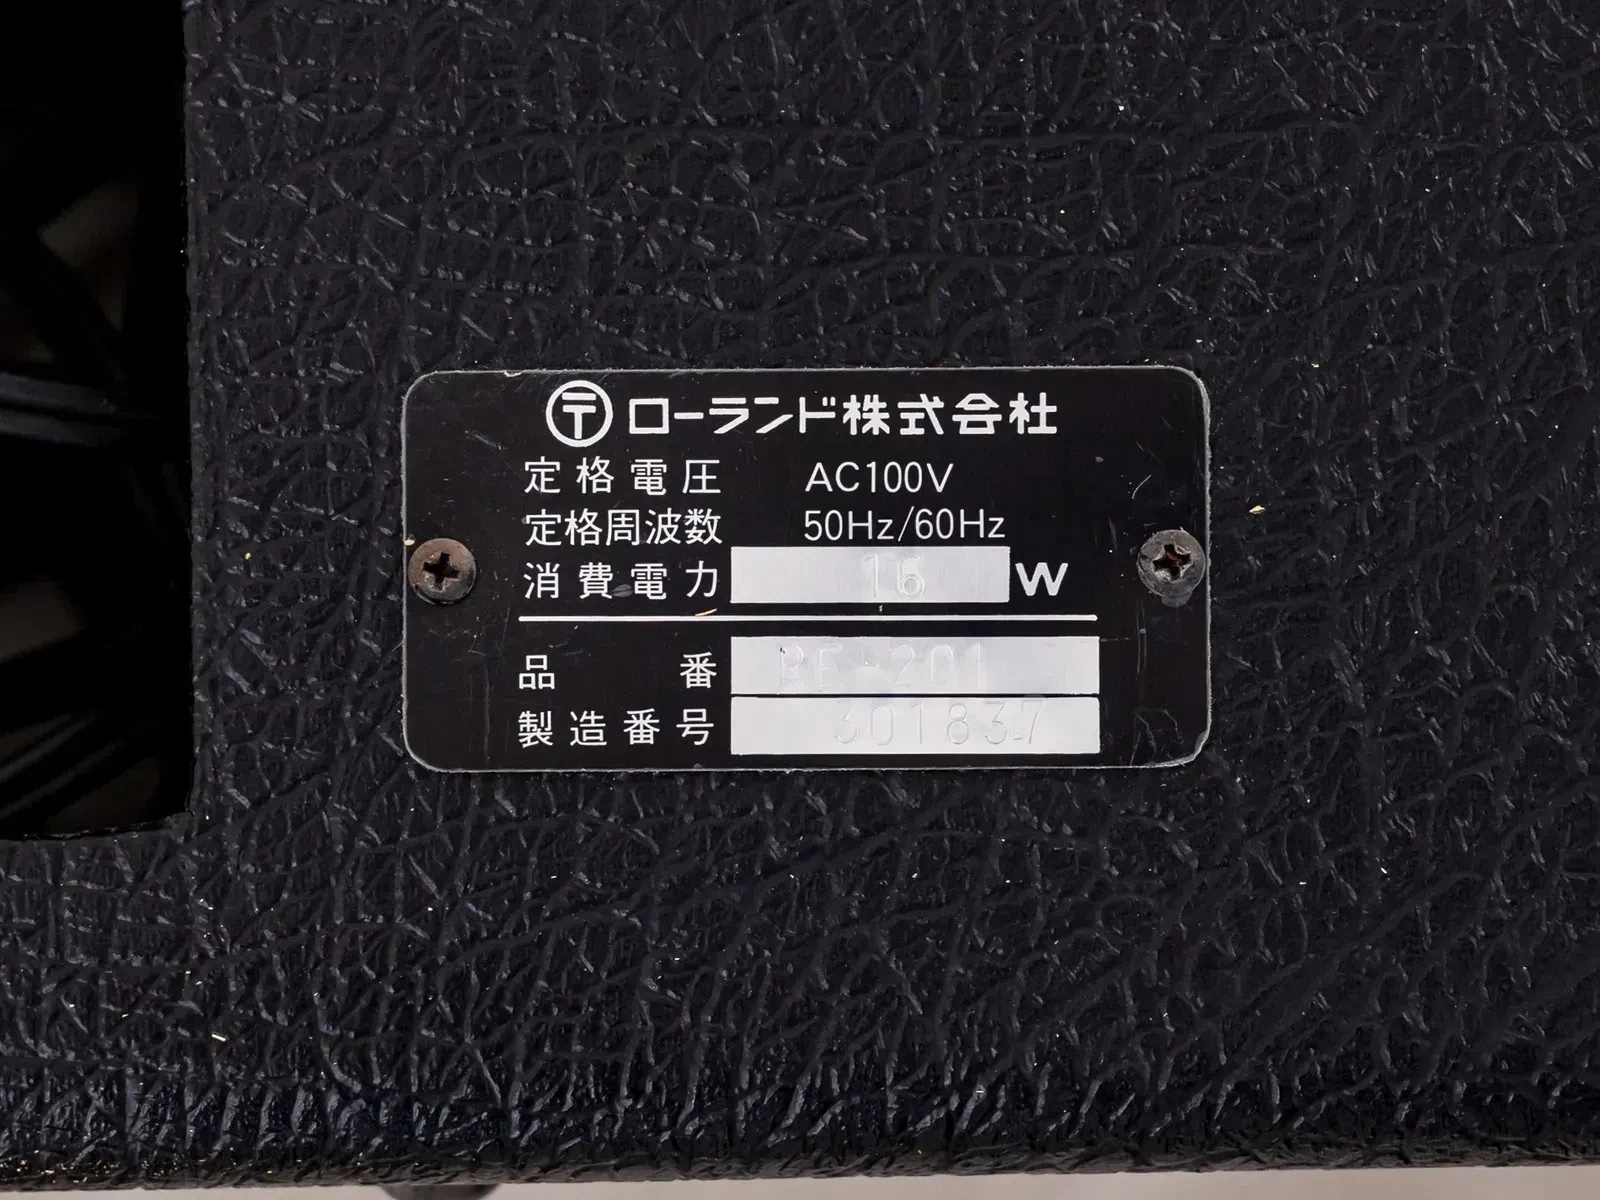 〒 ローランド株式会社
定格電圧 AC100V
定格周波数 50Hz/60Hz
消費電力 16 W
品番 RE-201
製造番号 301837